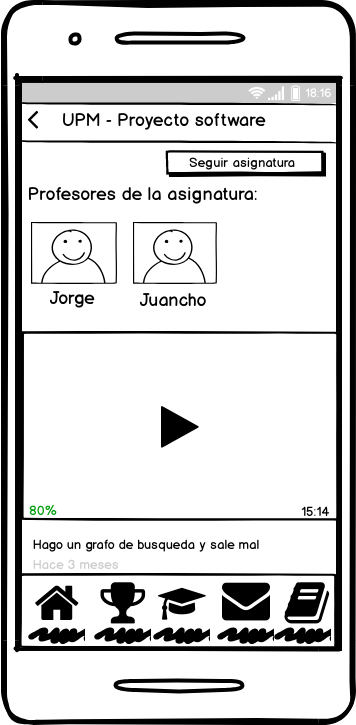 18:16
UPM - Proyecto software
Seguir asignatura
Profesores de la asignatura:
Jorge
Juancho
80%
15:14
Hago un grafo de busqueda y sale mal
Hace 3 meses